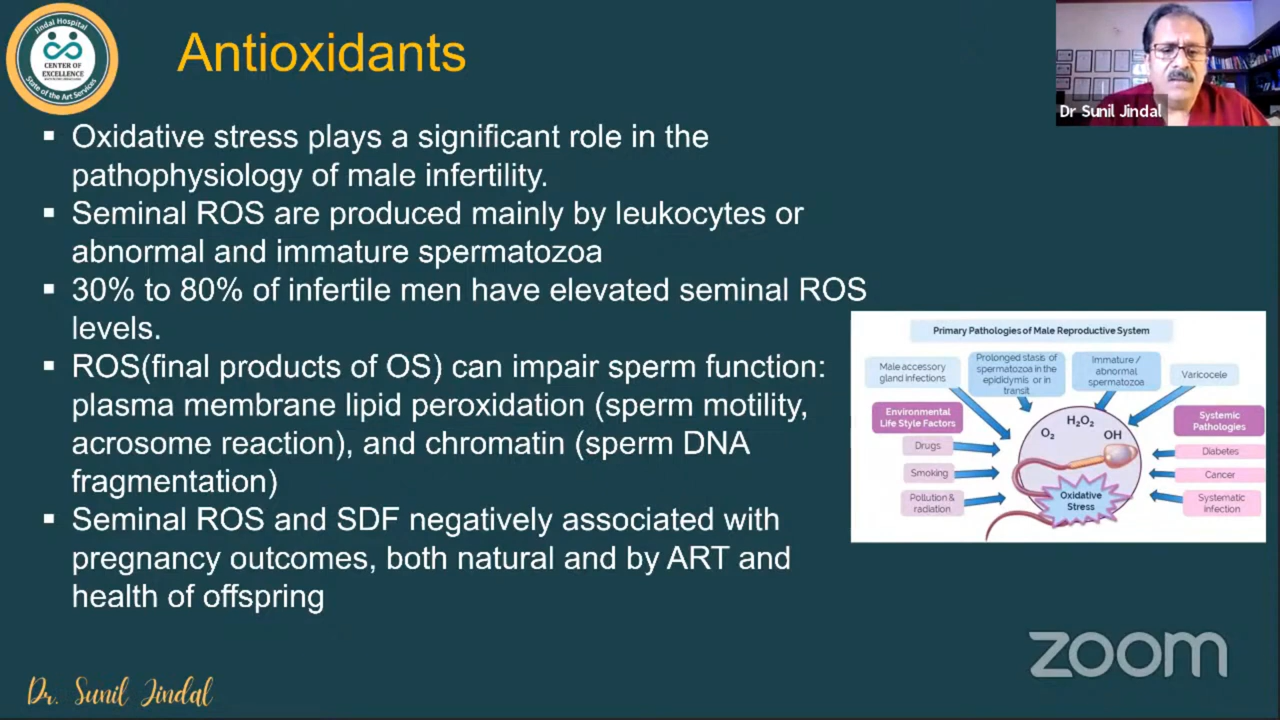 Jindal Hospital
CENTER OF
EXCELLENCE
State of the Art Services
Antioxidants
Dr Sunil Jindal
▪ Oxidative stress plays a significant role in the
pathophysiology of male infertility.
▪ Seminal ROS are produced mainly by leukocytes or
abnormal and immature spermatozoa
▪ 30% to 80% of infertile men have elevated seminal ROS
levels.
▪ ROS(final products of OS) can impair sperm function:
plasma membrane lipid peroxidation (sperm motility,
acrosome reaction), and chromatin (sperm DNA
fragmentation)
▪ Seminal ROS and SDF negatively associated with
pregnancy outcomes, both natural and by ART and
health of offspring
Primary Pathologies of Male Reproductive System
Male accessory
gland infections
Prolonged stasis of
spermatozoa in the
epididymis or in
transit
Immature /
abnormal
spermatozoa
Varicocele
Environmental
Life Style Factors
Drugs
Smoking
Pollution &
radiation
O₂
H₂O₂
OH
Oxidative
Stress
Systemic
Pathologies
Diabetes
Cancer
Systematic
infection
zoom
Dr. Sunil Jindal